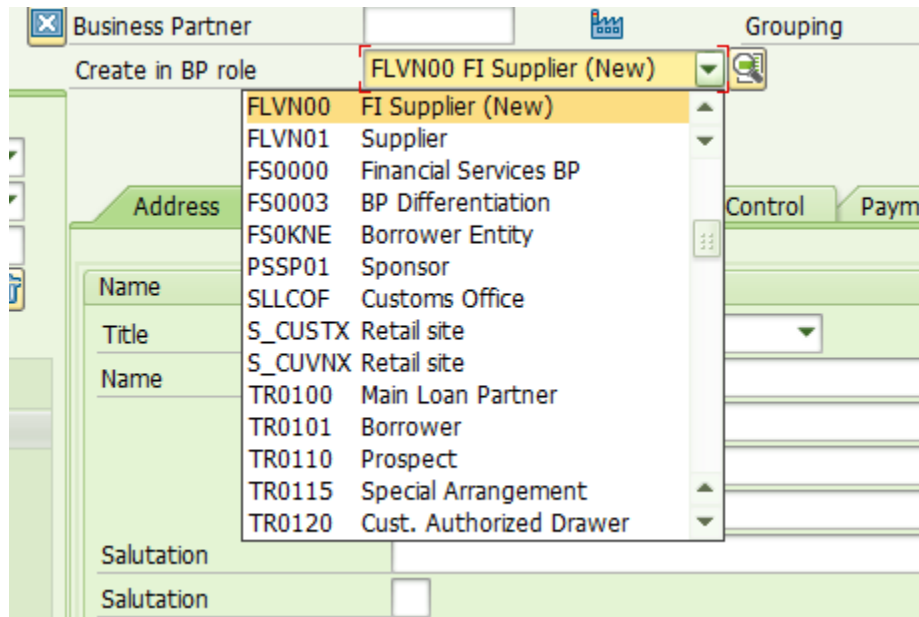 Business Partner Grouping
Create in BP role FLVN00 FI Supplier (New)
FLVN00 FI Supplier (New)
FLVN01 Supplier
FS0000 Financial Services BP
FS0003 BP Differentiation
FS0KNE Borrower Entity
PSSP01 Sponsor
SLLCOF Customs Office
S_CUSTX Retail site
S_CUVNX Retail site
TR0100 Main Loan Partner
TR0101 Borrower
TR0110 Prospect
TR0115 Special Arrangement
TR0120 Cust. Authorized Drawer
Address Control Paym
Name
Title
Name
Salutation
Salutation